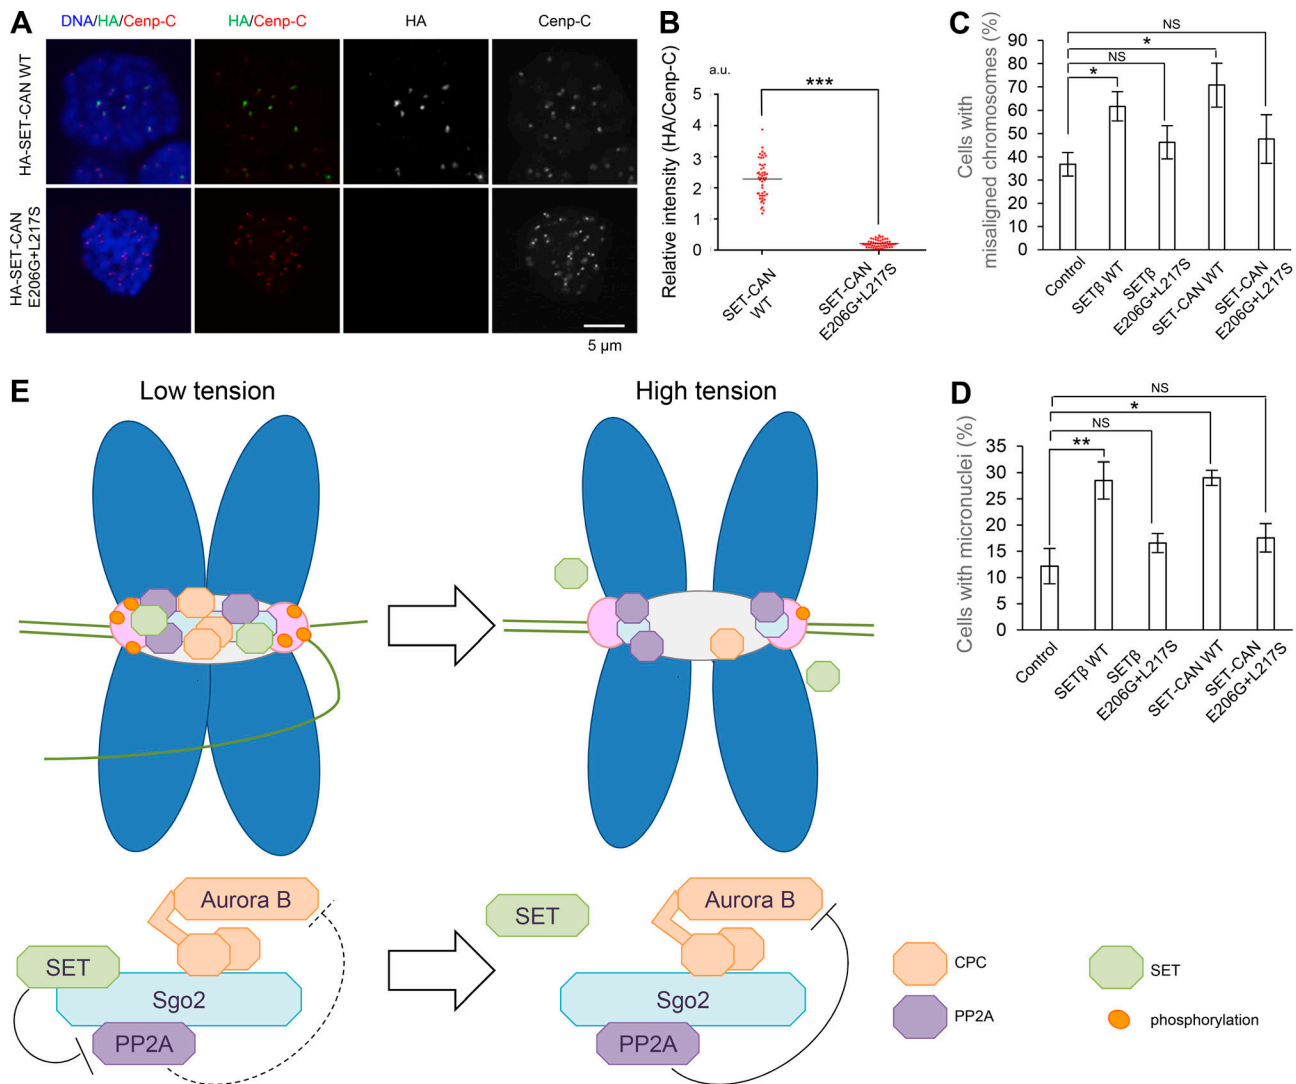 A
DNA/HA/Cenp-C
HA/Cenp-C
HA
Cenp-C
HA-SET-CAN WT
HA-SET-CAN
E206G+L217S
5 µm
B
a.u.
Relative intensity (HA/Cenp-C)
5
4
3
2
1
0
***
SET-CAN
WT
SET-CAN
E206G+L217S
C
Cells with
misaligned chromosomes (%)
90
80
70
60
50
40
30
20
10
0
NS
*
NS
*
Control
SETβ WT
SETβ
E206G+L217S
SET-CAN WT
SET-CAN
E206G+L217S
D
Cells with micronuclei (%)
35
30
25
20
15
10
5
0
NS
*
NS
**
Control
SETβ WT
SETβ
E206G+L217S
SET-CAN WT
SET-CAN
E206G+L217S
E
Low tension
High tension
Aurora B
SET
Sgo2
PP2A
SET
Aurora B
Sgo2
PP2A
CPC
SET
PP2A
phosphorylation